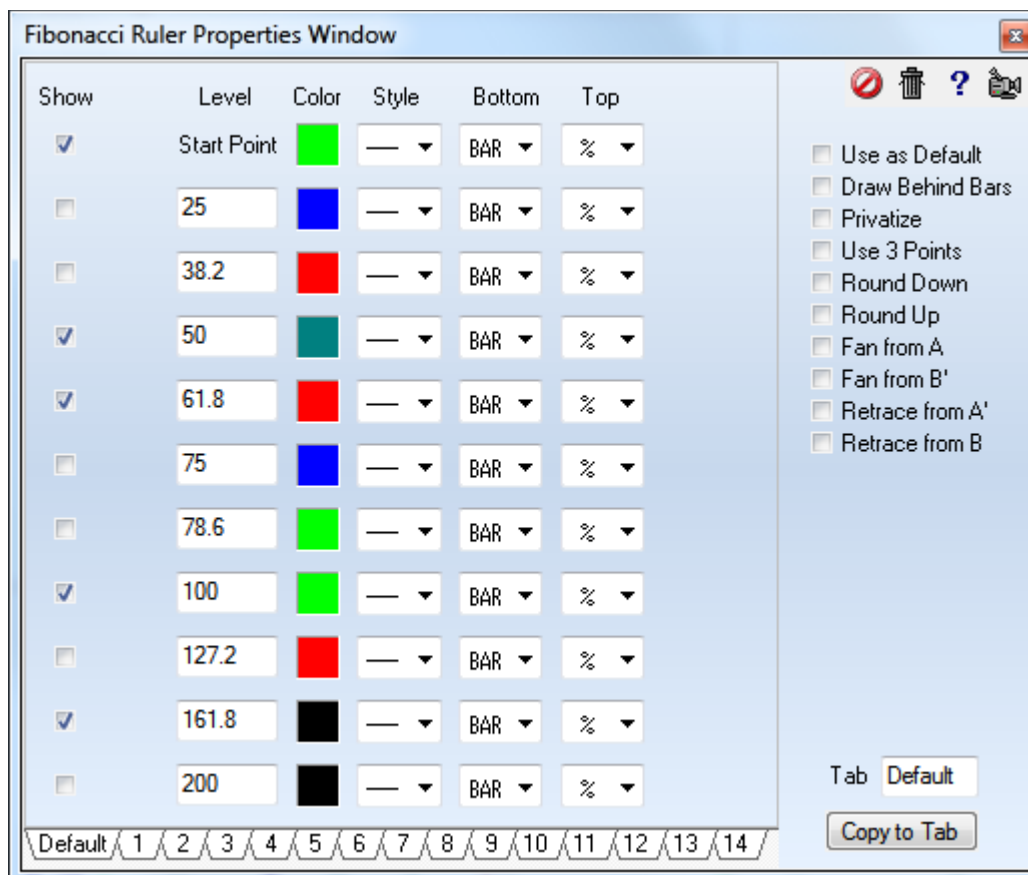 Fibonacci Ruler Properties Window
Show Level Color Style Bottom Top
Start Point BAR %
25 BAR %
38.2 BAR %
50 BAR %
61.8 BAR %
75 BAR %
78.6 BAR %
100 BAR %
127.2 BAR %
161.8 BAR %
200 BAR %
Default 1 2 3 4 5 6 7 8 9 10 11 12 13 14
?
Use as Default
Draw Behind Bars
Privatize
Use 3 Points
Round Down
Round Up
Fan from A
Fan from B'
Retrace from A'
Retrace from B
Tab Default
Copy to Tab